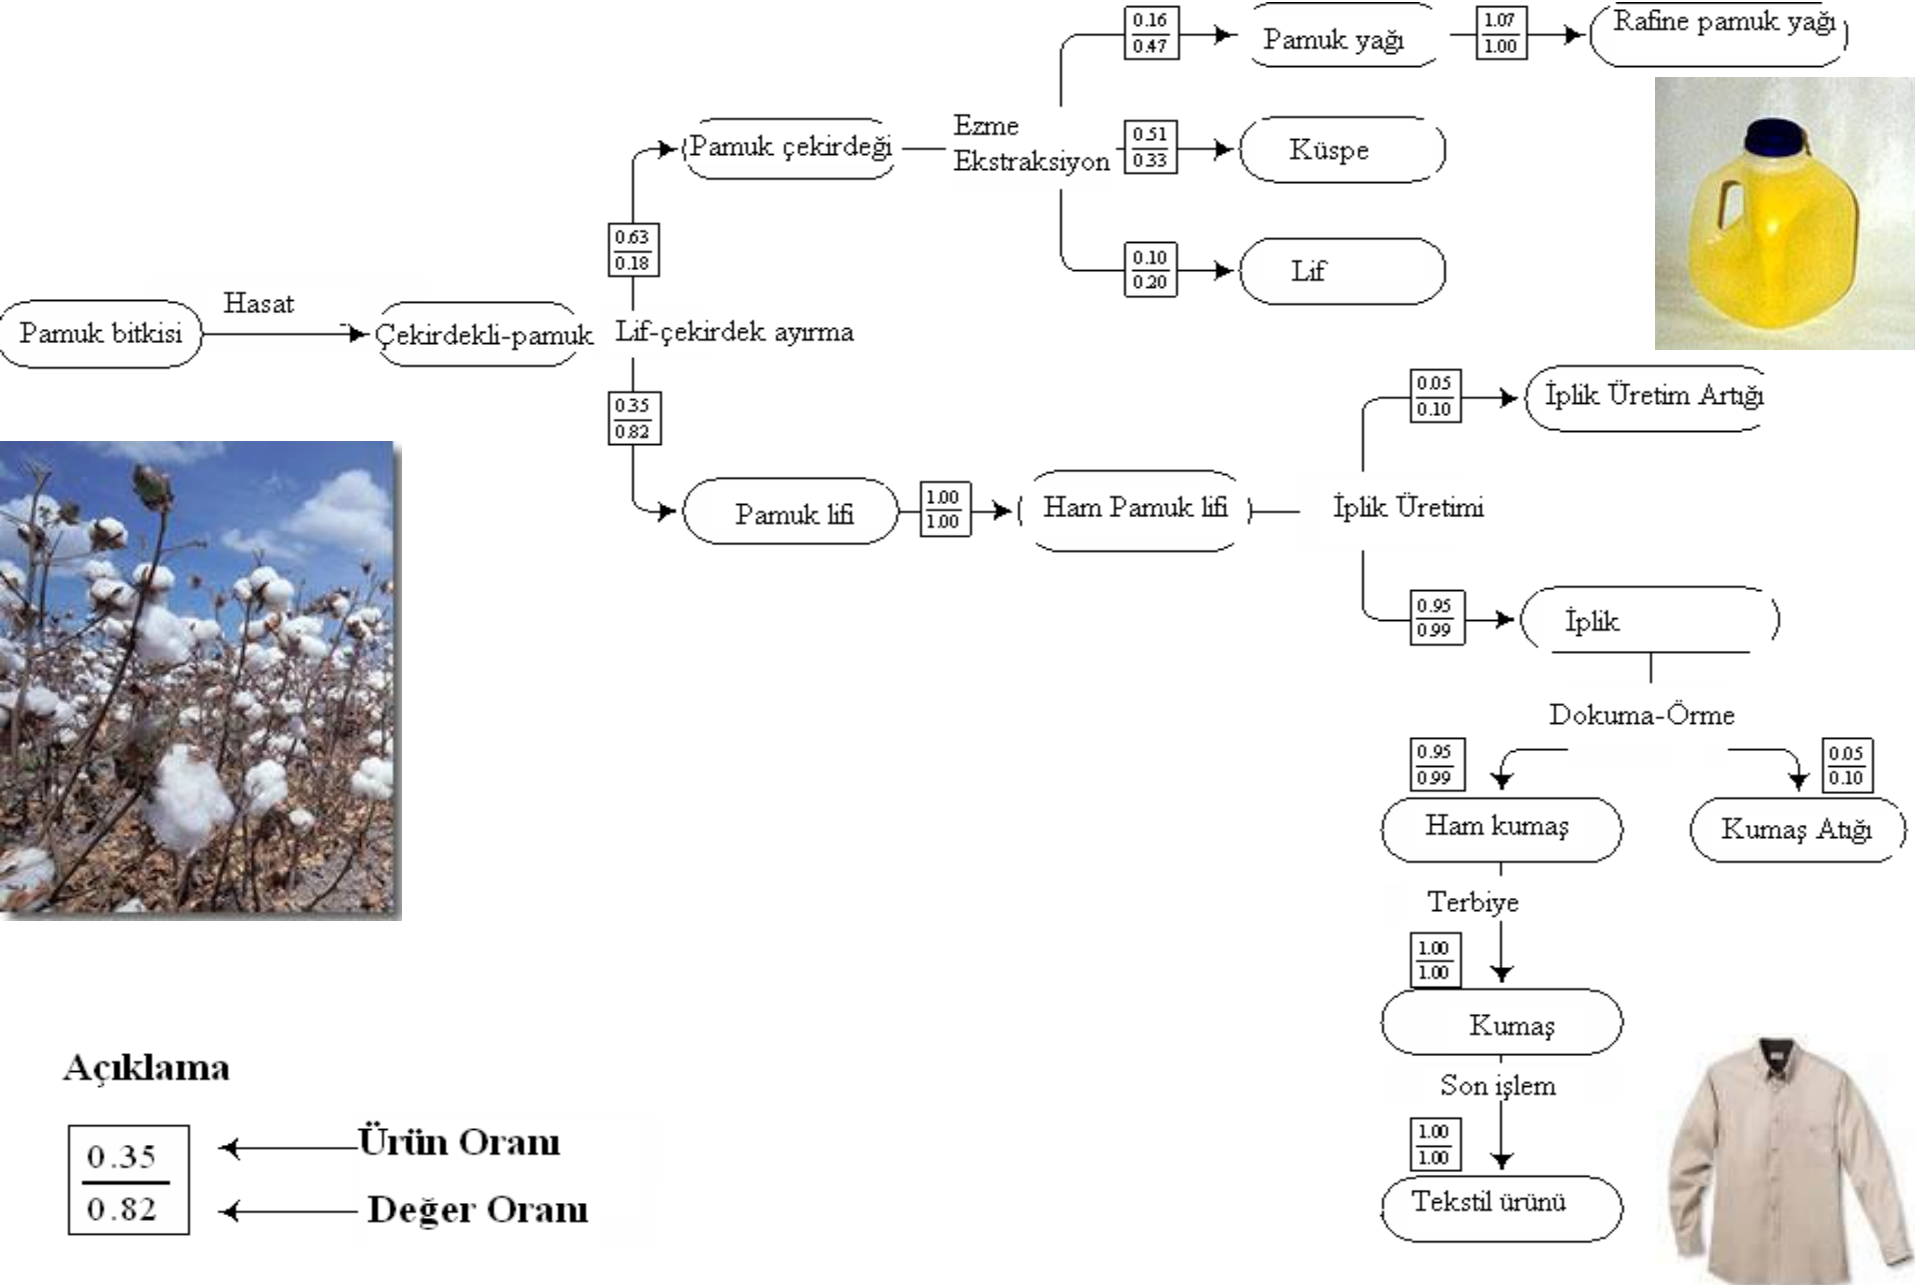 0.16
0.47
Pamuk yağı
1.07
1.00
Rafine pamuk yağı
Pamuk çekirdeği
Ezme
Ekstraksiyon
0.51
0.33
Küspe
0.63
0.18
0.10
0.20
Lif
Pamuk bitkisi
Hasat
Çekirdekli-pamuk
Lif-çekirdek ayırma
0.35
0.82
0.05
0.10
İplik Üretim Artığı
Pamuk lifi
1.00
1.00
Ham Pamuk lifi
İplik Üretimi
0.95
0.99
İplik
Dokuma-Örme
0.95
0.99
0.05
0.10
Ham kumaş
Kumaş Atığı
Terbiye
1.00
1.00
Kumaş
Son işlem
1.00
1.00
Tekstil ürünü
Açıklama
0.35
0.82
Ürün Oranı
Değer Oranı